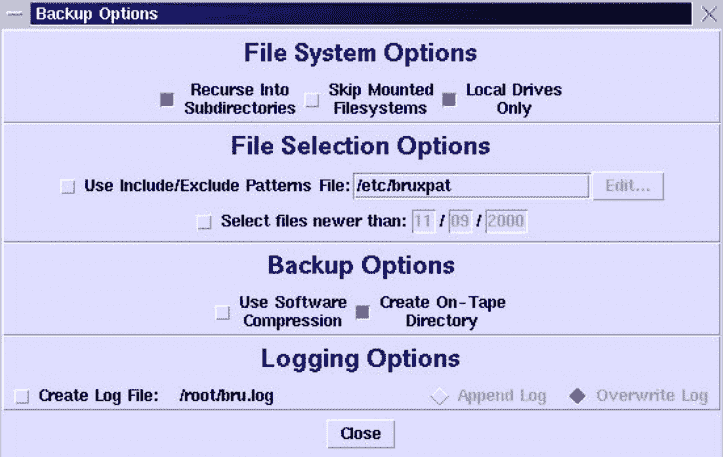 Backup Options
File System Options
Recurse Into Subdirectories
Skip Mounted Filesystems
Local Drives Only
File Selection Options
Use Include/Exclude Patterns File: /etc/bruxpat Edit...
Select files newer than: 11 / 09 / 2000
Backup Options
Use Software Compression
Create On-Tape Directory
Logging Options
Create Log File: /root/bru.log Append Log Overwrite Log
Close